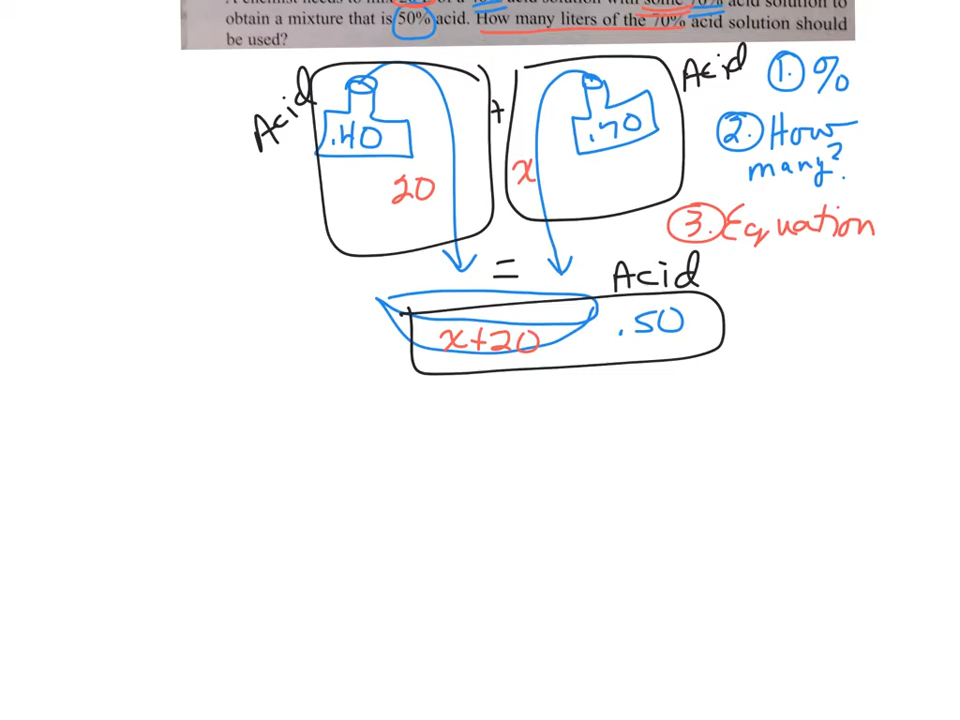 obtain a mixture that is 50% acid. How many liters of the 70% acid solution should
be used?
Acid
.40
20
+
x
.70
Acid
1. %
2. How
many?
3. Equation
=
Acid
x+20
.50